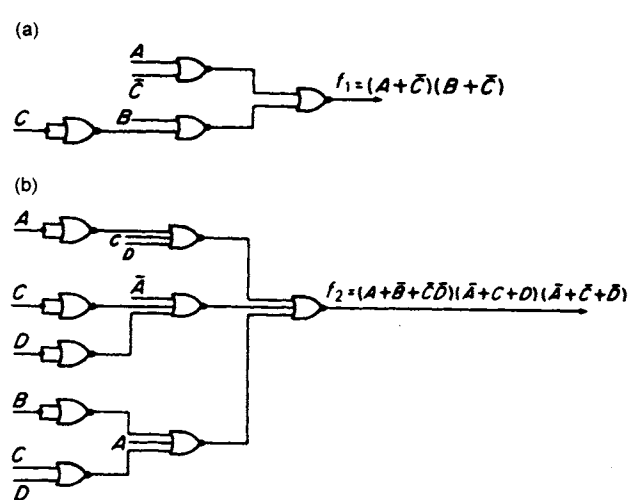 (a)
A
C̄
f₁=(A+C̄)(B+C̄)
C
B
(b)
A
C
D
Ā
C
f₂=(A+B̄+C̄D̄)(Ā+C+D)(Ā+C̄+D̄)
D
B
A
C
D